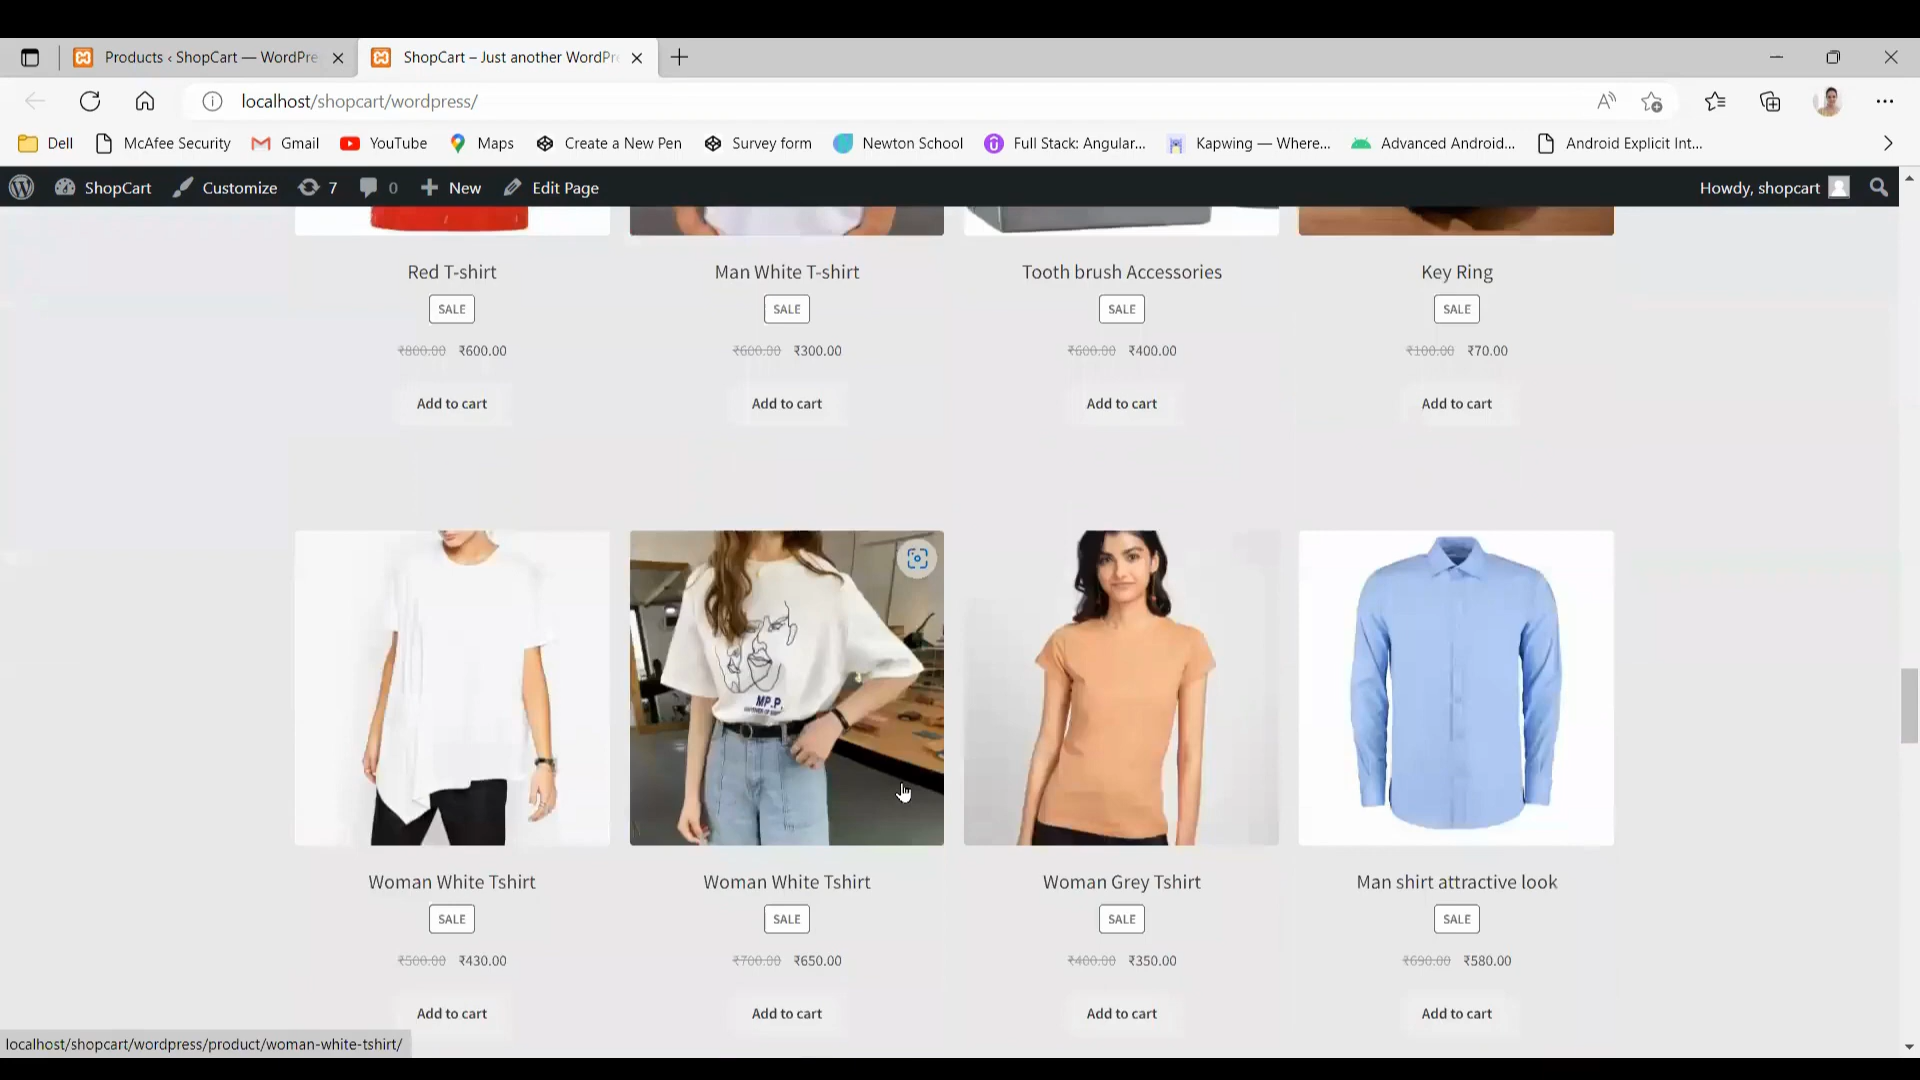 Products ‹ ShopCart — WordPre
ShopCart – Just another WordPre
localhost/shopcart/wordpress/
Dell
McAfee Security
Gmail
YouTube
Maps
Create a New Pen
Survey form
Newton School
Full Stack: Angular...
Kapwing — Where...
Advanced Android...
Android Explicit Int...
ShopCart
Customize
7
0
New
Edit Page
Howdy, shopcart
Red T-shirt
Man White T-shirt
Tooth brush Accessories
Key Ring
SALE
SALE
SALE
SALE
₹800.00 ₹600.00
₹600.00 ₹300.00
₹600.00 ₹400.00
₹100.00 ₹70.00
Add to cart
Add to cart
Add to cart
Add to cart
MP.P.
Woman White Tshirt
Woman White Tshirt
Woman Grey Tshirt
Man shirt attractive look
SALE
SALE
SALE
SALE
₹500.00 ₹430.00
₹700.00 ₹650.00
₹400.00 ₹350.00
₹690.00 ₹580.00
Add to cart
Add to cart
Add to cart
Add to cart
localhost/shopcart/wordpress/product/woman-white-tshirt/